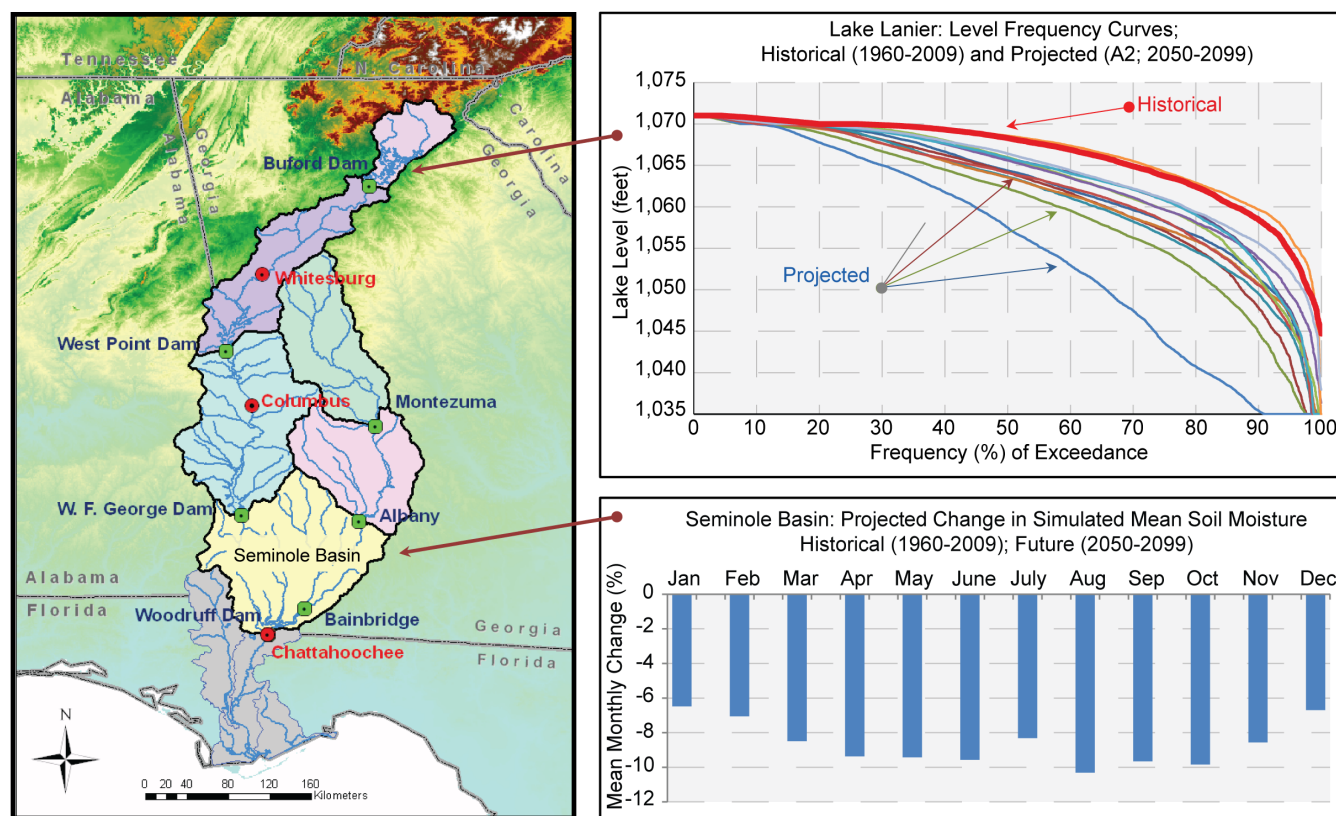 Tennessee
N. Carolina
Alabama
Alabama
Georgia
Carolina
Georgia
Buford Dam
Whitesburg
West Point Dam
Columbus
Montezuma
W. F. George Dam
Albany
Seminole Basin
Alabama
Florida
Woodruff Dam
Bainbridge
Georgia
Chattahoochee
Florida
N
0 20 40 80 120 160
Kilometers
Lake Lanier: Level Frequency Curves;
Historical (1960-2009) and Projected (A2; 2050-2099)
Lake Level (feet)
1,075
1,070
1,065
1,060
1,055
1,050
1,045
1,040
1,035
Historical
Projected
0 10 20 30 40 50 60 70 80 90 100
Frequency (%) of Exceedance
Seminole Basin: Projected Change in Simulated Mean Soil Moisture
Historical (1960-2009); Future (2050-2099)
Jan Feb Mar Apr May June July Aug Sep Oct Nov Dec
Mean Monthly Change (%)
0
-2
-4
-6
-8
-10
-12